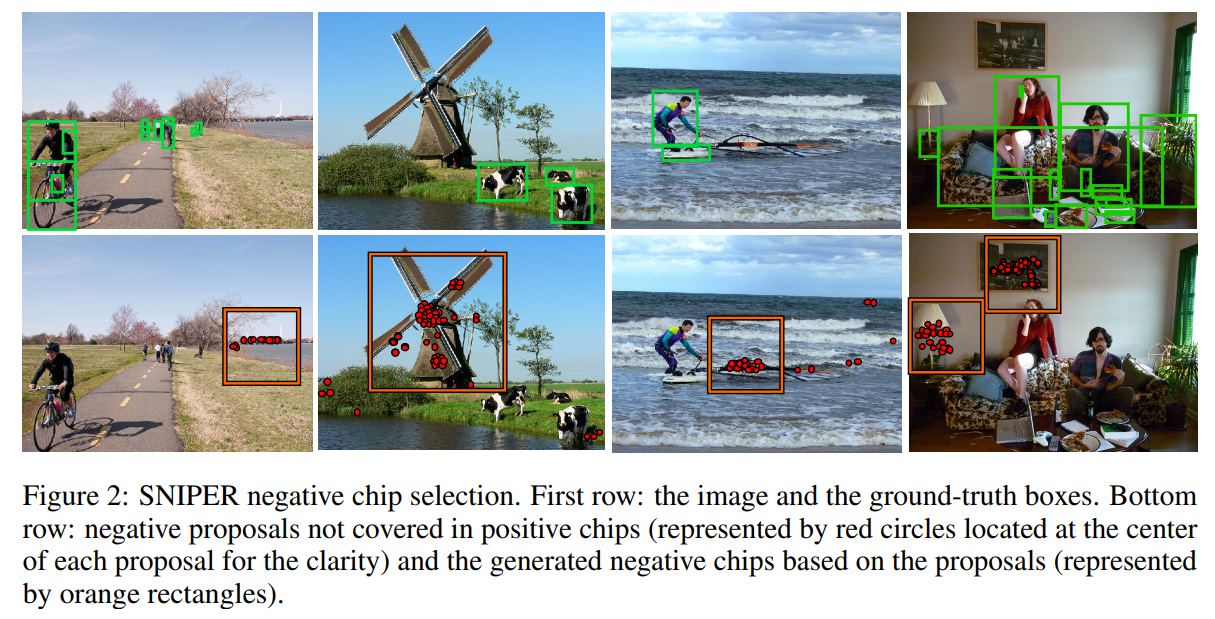 Figure 2: SNIPER negative chip selection. First row: the image and the ground-truth boxes. Bottom
row: negative proposals not covered in positive chips (represented by red circles located at the center
of each proposal for the clarity) and the generated negative chips based on the proposals (represented
by orange rectangles).